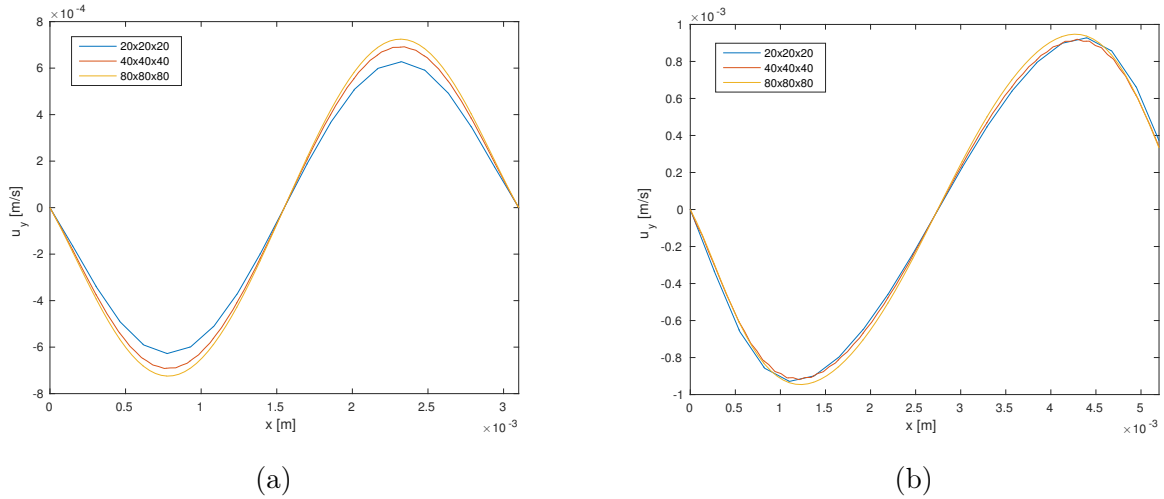 ×10⁻⁴
8
6
4
2
0
-2
-4
-6
-8
u_y [m/s]
20x20x20
40x40x40
80x80x80
0 0.5 1 1.5 2 2.5 3
x [m]
×10⁻³
(a)
×10⁻³
1
0.8
0.6
0.4
0.2
0
-0.2
-0.4
-0.6
-0.8
-1
u_y [m/s]
20x20x20
40x40x40
80x80x80
0 0.5 1 1.5 2 2.5 3 3.5 4 4.5 5
x [m]
×10⁻³
(b)